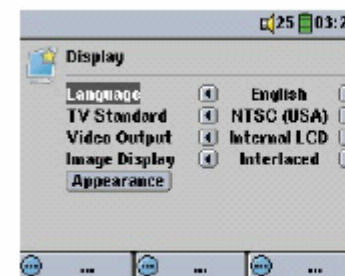 25 03:2
Display
Language English
TV Standard NTSC (USA)
Video Output Internal LCD
Image Display Interlaced
Appearance
... ... ...